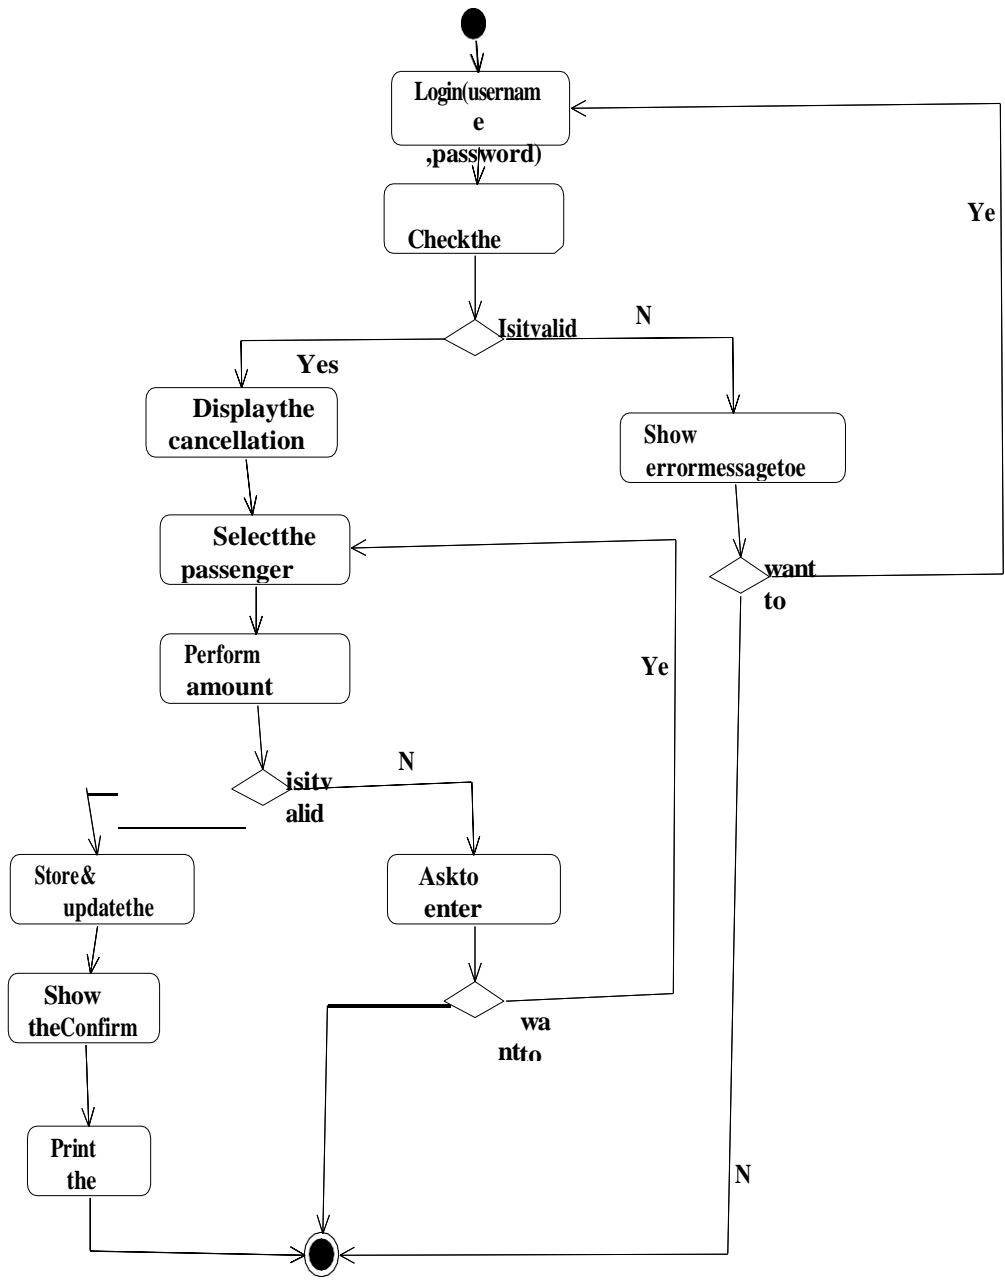 Login(usernam
e
,password)
Ye
Checkthe
Isitvalid
N
Yes
Displaythe
cancellation
Show
errormessagetoe
Selectthe
passenger
want
to
Perform
amount
Ye
N
isitv
alid
Store&
updatethe
Askto
enter
Show
theConfirm
wa
ntto
Print
the
N